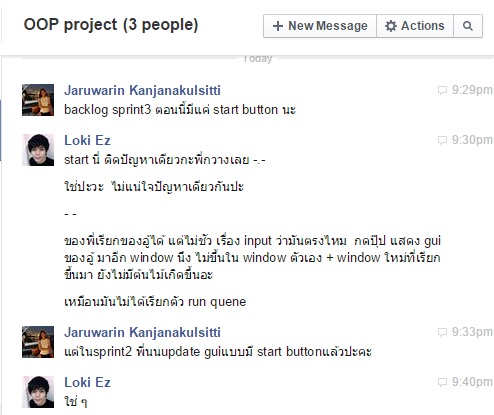 OOP project (3 people)
New Message
Actions
Today
Jaruwarin Kanjanakulsitti
9:29pm
backlog sprint3 ตอนนี้มีแค่ start button นะ
Loki Ez
9:30pm
start นี่ ติดปัญหาเดียวกะพี่กวางเลย -.-
ใช่ปะวะ ไม่แน่ใจปัญหาเดียวกันปะ
- -
ของพี่เรียกของอู้ได้ แต่ไม่ชัว เรื่อง input ว่ามันตรงไหม กดปุ๊ป แสดง gui
ของอู้ มาอีก window นึง ไม่ขึ้นใน window ตัวเอง + window ใหม่ที่เรียก
ขึ้นมา ยังไม่มีต้นไม้เกิดขึ้นอะ
เหมือนมันไม่ได้เรียกตัว run quene
Jaruwarin Kanjanakulsitti
9:33pm
แต่ในsprint2 พี่นนupdate guiแบบมี start buttonแล้วปะคะ
Loki Ez
9:40pm
ใช่ ๆ